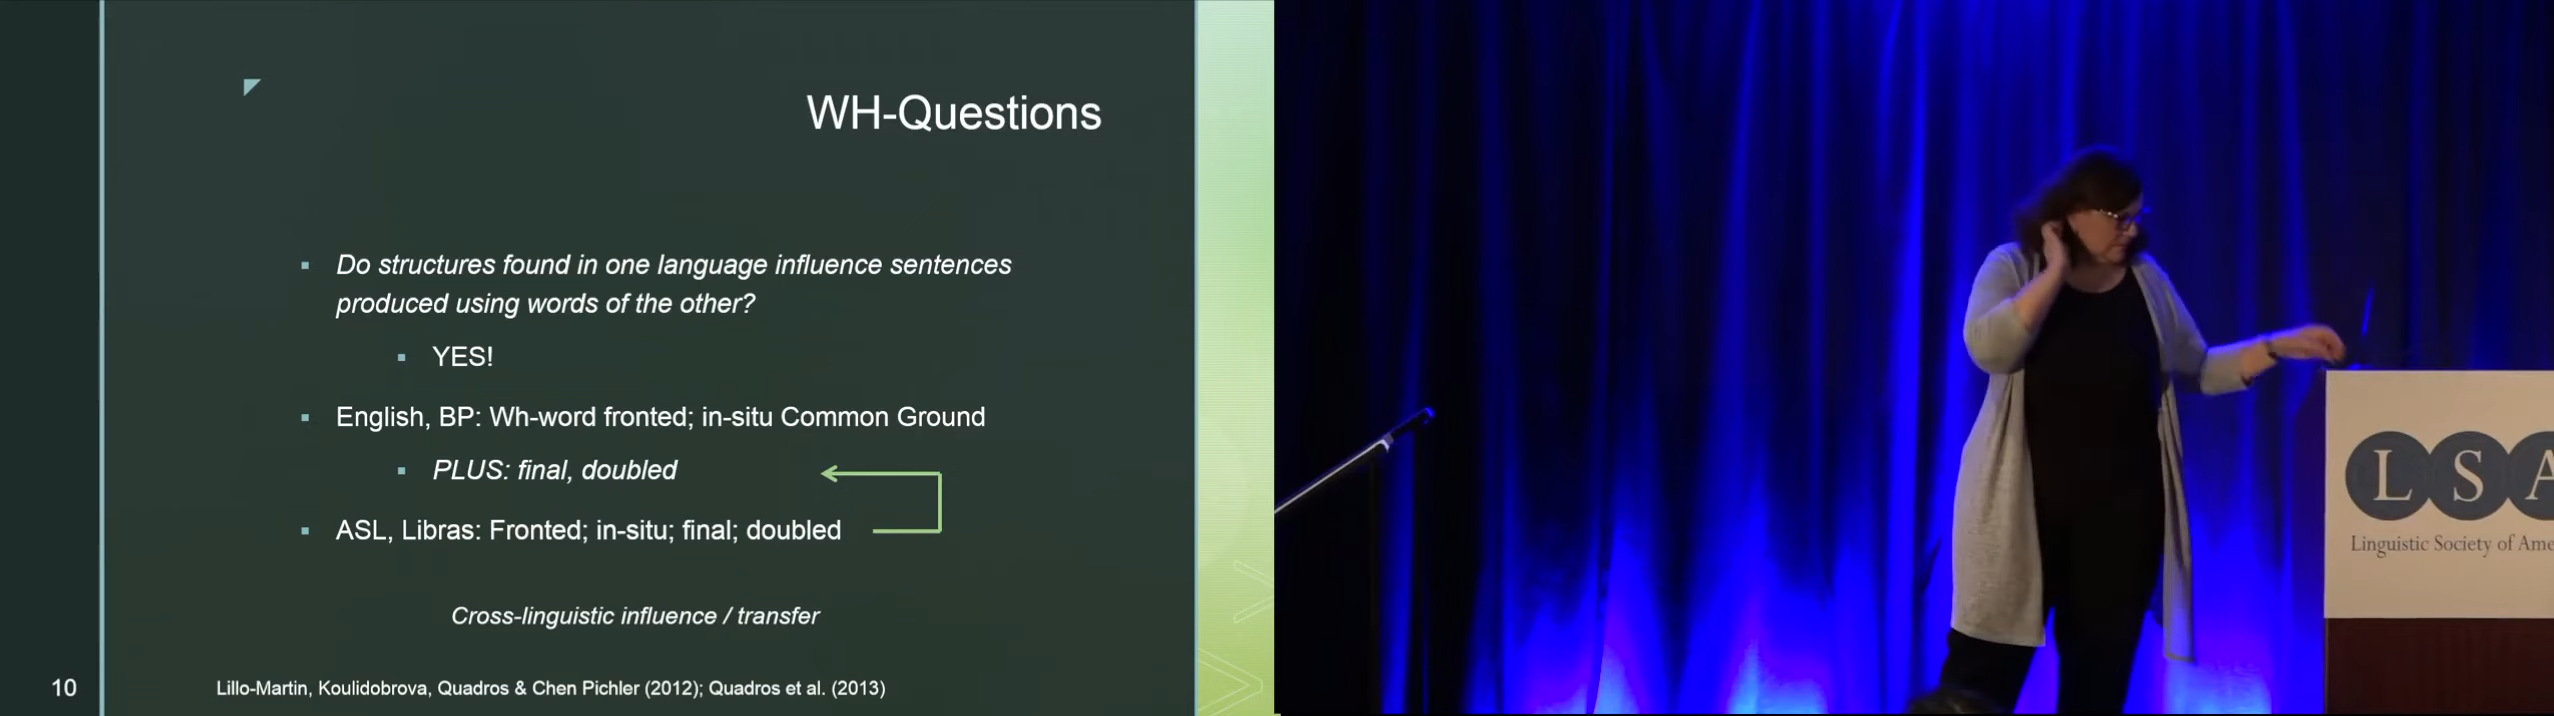 WH-Questions
Do structures found in one language influence sentences
produced using words of the other?
YES!
English, BP: Wh-word fronted; in-situ Common Ground
PLUS: final, doubled
ASL, Libras: Fronted; in-situ; final; doubled
Cross-linguistic influence / transfer
10
Lillo-Martin, Koulidobrova, Quadros & Chen Pichler (2012); Quadros et al. (2013)
LSA
Linguistic Society of Ame